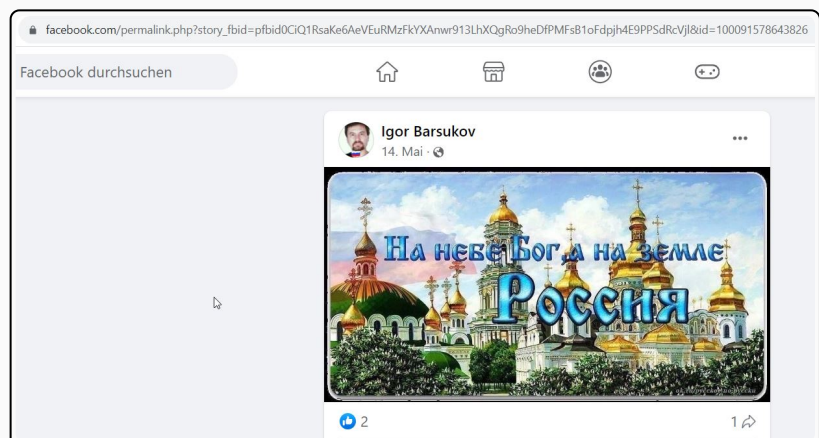 facebook.com/permalink.php?story_fbid=pfbid0CiQ1RsaKe6AeVEuRMzFkYXAnwr913LhXQgRo9heDfPMFsB1oFdpjh4E9PPSdRcVjl&id=100091578643826
Facebook durchsuchen
Igor Barsukov
14. Mai ·
На небе Бог, а на земле
Россия
2
1